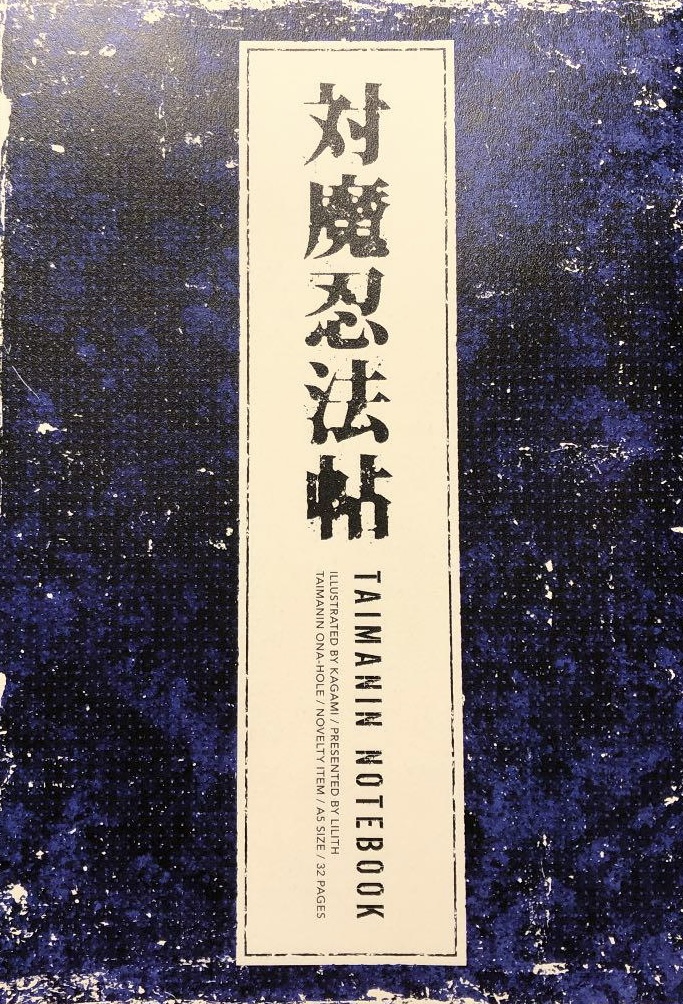 対魔忍法帖
TAIMANIN NOTEBOOK
ILLUSTRATED BY KAGAMI / PRESENTED BY LILITH
TAIMANIN ONA-HOLE / NOVELTY ITEM / A5 SIZE / 32 PAGES